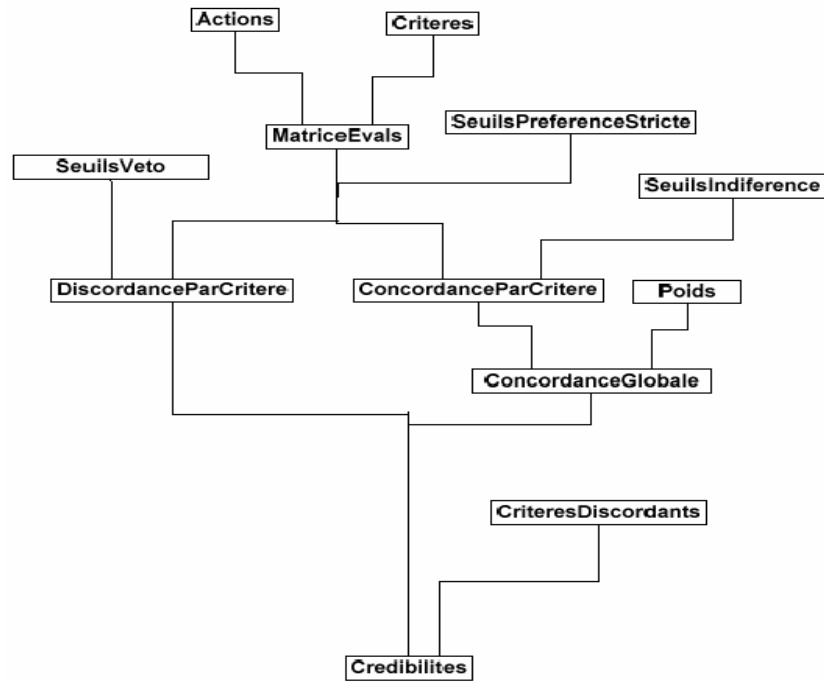 Actions
Criteres
SeuilsPreferenceStricte
MatriceEvals
SeuilsVeto
SeuilsIndiference
DiscordanceParCritere
ConcordanceParCritere
Poids
ConcordanceGlobale
CriteresDiscordants
Credibilites